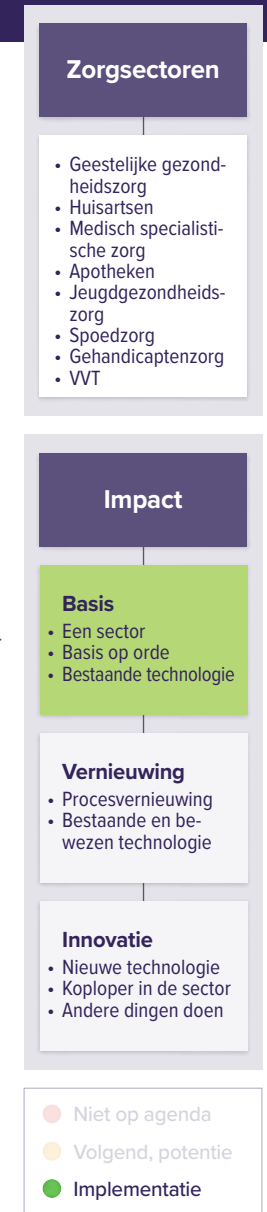 Zorgsectoren
• Geestelijke gezond-
heidszorg
• Huisartsen
• Medisch specialisti-
sche zorg
• Apotheken
• Jeugdgezondheids-
zorg
• Spoedzorg
• Gehandicaptenzorg
• VVT
Impact
Basis
• Een sector
• Basis op orde
• Bestaande technologie
Vernieuwing
• Procesvernieuwing
• Bestaande en be-
wezen technologie
Innovatie
• Nieuwe technologie
• Koploper in de sector
• Andere dingen doen
Niet op agenda
Volgend, potentie
Implementatie